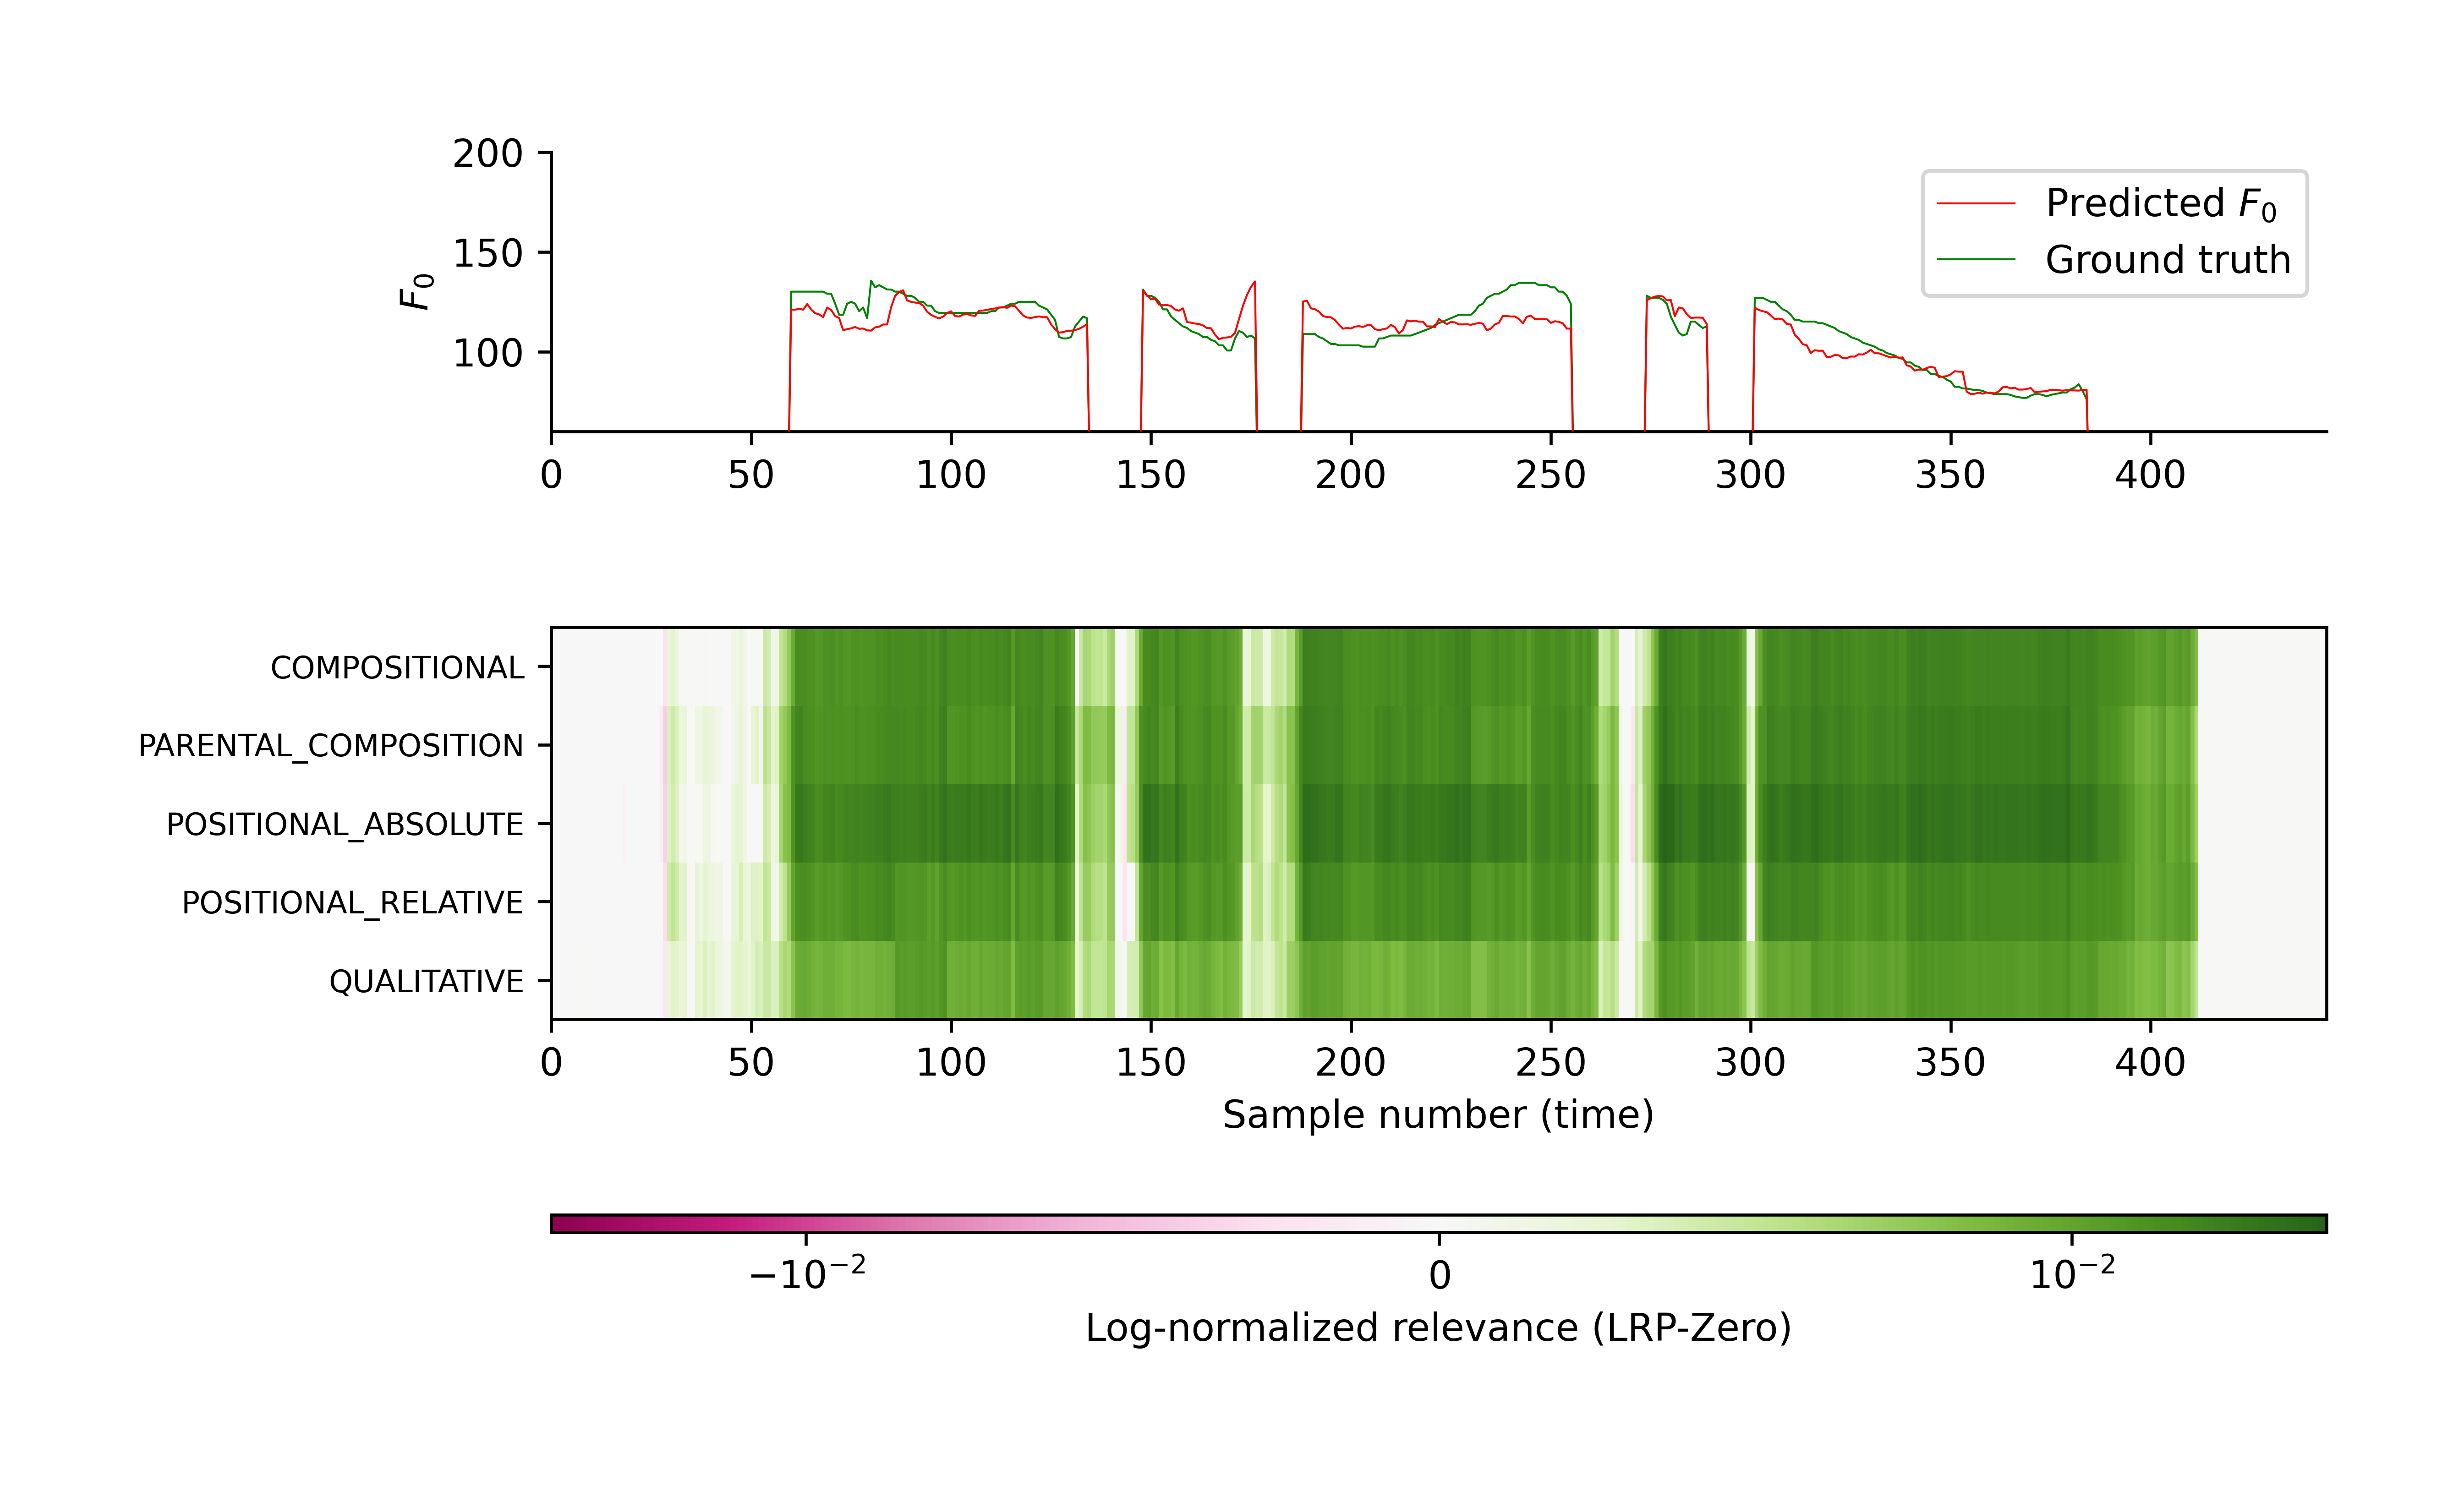 200
150
100
F₀
Predicted F₀
Ground truth
0 50 100 150 200 250 300 350 400
COMPOSITIONAL
PARENTAL_COMPOSITION
POSITIONAL_ABSOLUTE
POSITIONAL_RELATIVE
QUALITATIVE
0 50 100 150 200 250 300 350 400
Sample number (time)
−10⁻² 0 10⁻²
Log-normalized relevance (LRP-Zero)